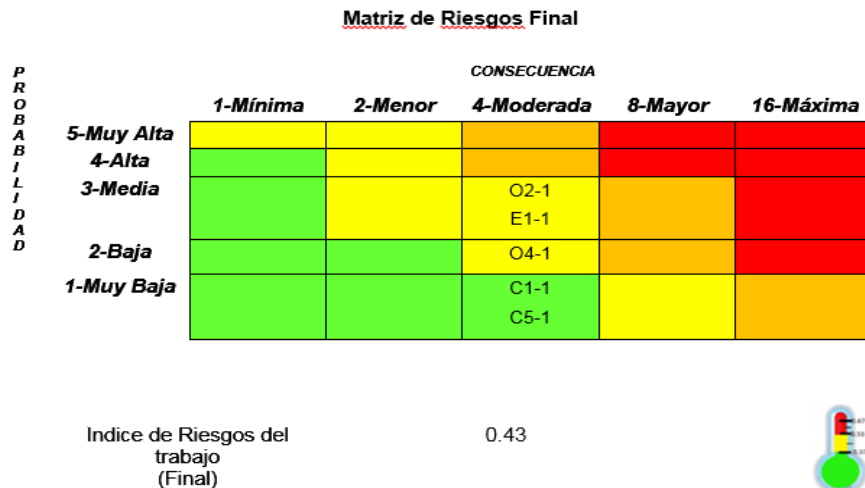 Matriz de Riesgos Final
PROBABILIDAD
CONSECUENCIA
1-Mínima 2-Menor 4-Moderada 8-Mayor 16-Máxima
5-Muy Alta
4-Alta
3-Media O2-1
E1-1
2-Baja O4-1
1-Muy Baja C1-1
C5-1
Indice de Riesgos del 0.43
trabajo
(Final)